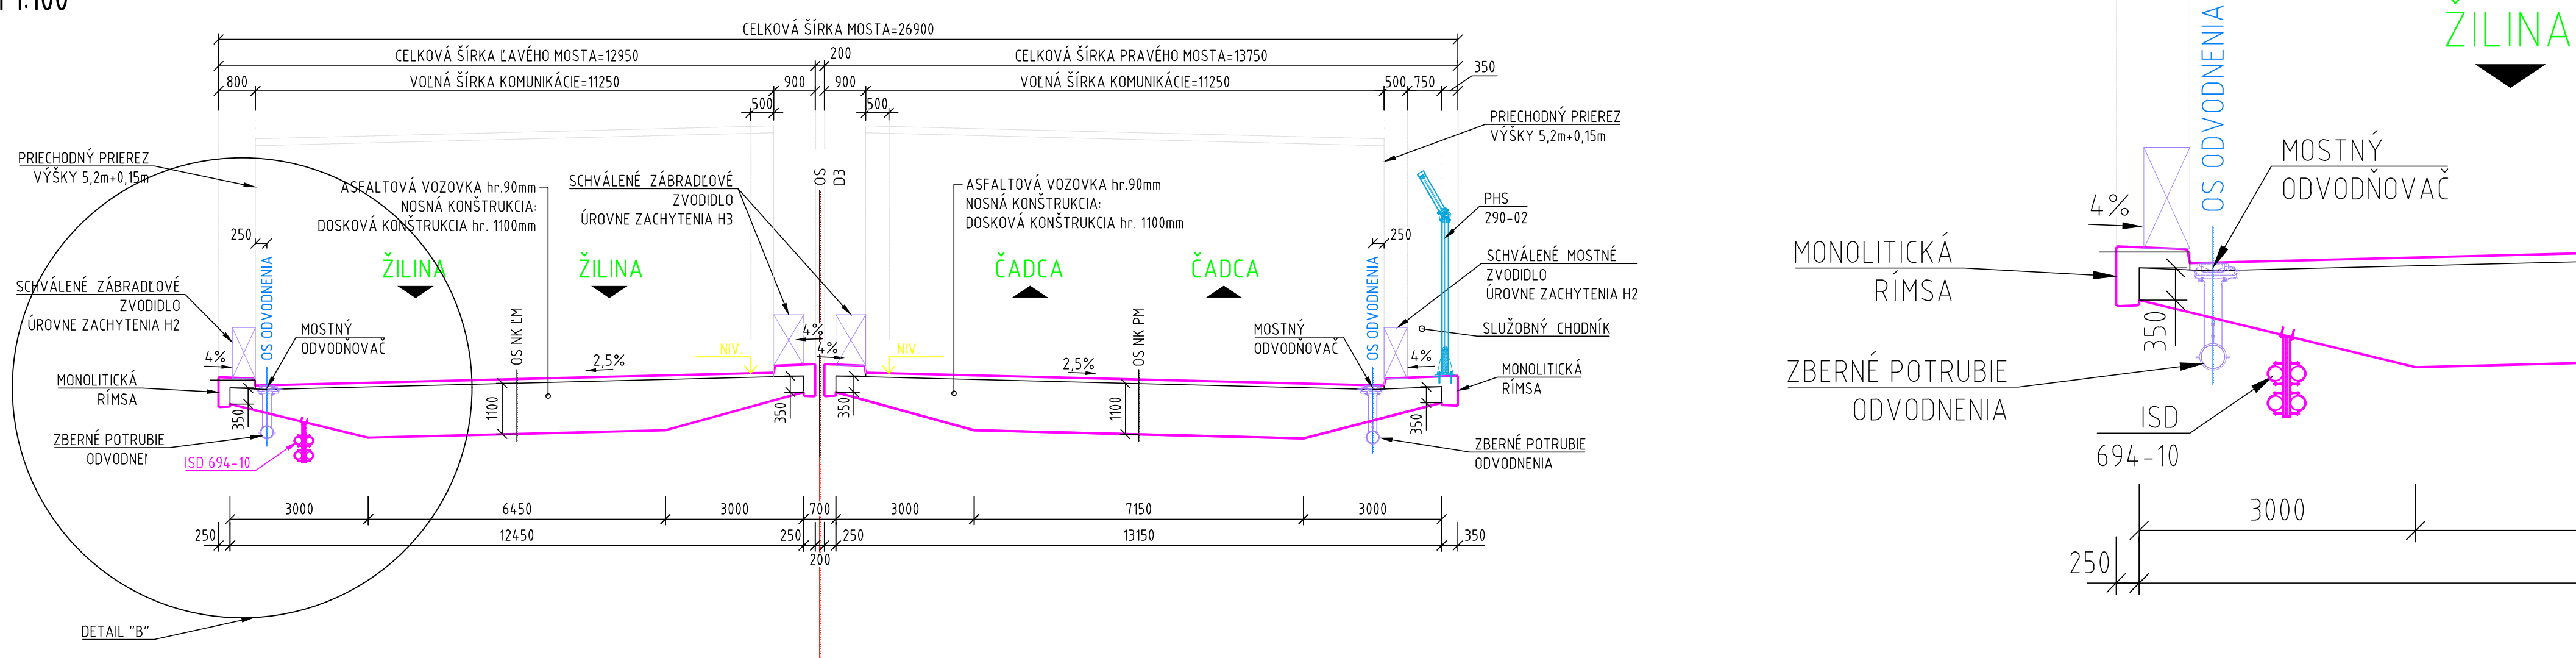 1:100
CELKOVÁ ŠÍRKA MOSTA=26900
CELKOVÁ ŠÍRKA ĽAVÉHO MOSTA=12950
200
CELKOVÁ ŠÍRKA PRAVÉHO MOSTA=13750
800
VOĽNÁ ŠÍRKA KOMUNIKÁCIE=11250
900
900
VOĽNÁ ŠÍRKA KOMUNIKÁCIE=11250
500
750
350
500
500
PRIECHODNÝ PRIEREZ
VÝŠKY 5,2m+0,15m
PRIECHODNÝ PRIEREZ
VÝŠKY 5,2m+0,15m
ASFALTOVÁ VOZOVKA hr.90mm
NOSNÁ KONŠTRUKCIA:
DOSKOVÁ KONŠTRUKCIA hr. 1100mm
SCHVÁLENÉ ZÁBRADĽOVÉ
ZVODIDLO
ÚROVNE ZACHYTENIA H3
OS
D3
ASFALTOVÁ VOZOVKA hr.90mm
NOSNÁ KONŠTRUKCIA:
DOSKOVÁ KONŠTRUKCIA hr. 1100mm
PHS
290-02
250
250
OS ODVODNENIA
ŽILINA
ŽILINA
ČADCA
ČADCA
OS ODVODNENIA
SCHVÁLENÉ MOSTNÉ
ZVODIDLO
ÚROVNE ZACHYTENIA H2
SCHVÁLENÉ ZÁBRADĽOVÉ
ZVODIDLO
ÚROVNE ZACHYTENIA H2
MOSTNÝ
ODVODŇOVAČ
OS NK ĽM
4%
4%
OS NK PM
MOSTNÝ
ODVODŇOVAČ
SLUŽOBNÝ CHODNÍK
NIV.
NIV.
4%
2,5%
2,5%
4%
MONOLITICKÁ
RÍMSA
MONOLITICKÁ
RÍMSA
350
1100
350
350
1100
350
ZBERNÉ POTRUBIE
ODVODNEI
ISD 694-10
ZBERNÉ POTRUBIE
ODVODNENIA
3000
6450
3000
700
3000
7150
3000
250
12450
250
250
13150
350
200
DETAIL "B"
ŽILINA
OS ODVODNENIA
MOSTNÝ
ODVODŇOVAČ
4%
MONOLITICKÁ
RÍMSA
350
ZBERNÉ POTRUBIE
ODVODNENIA
ISD
694-10
3000
250